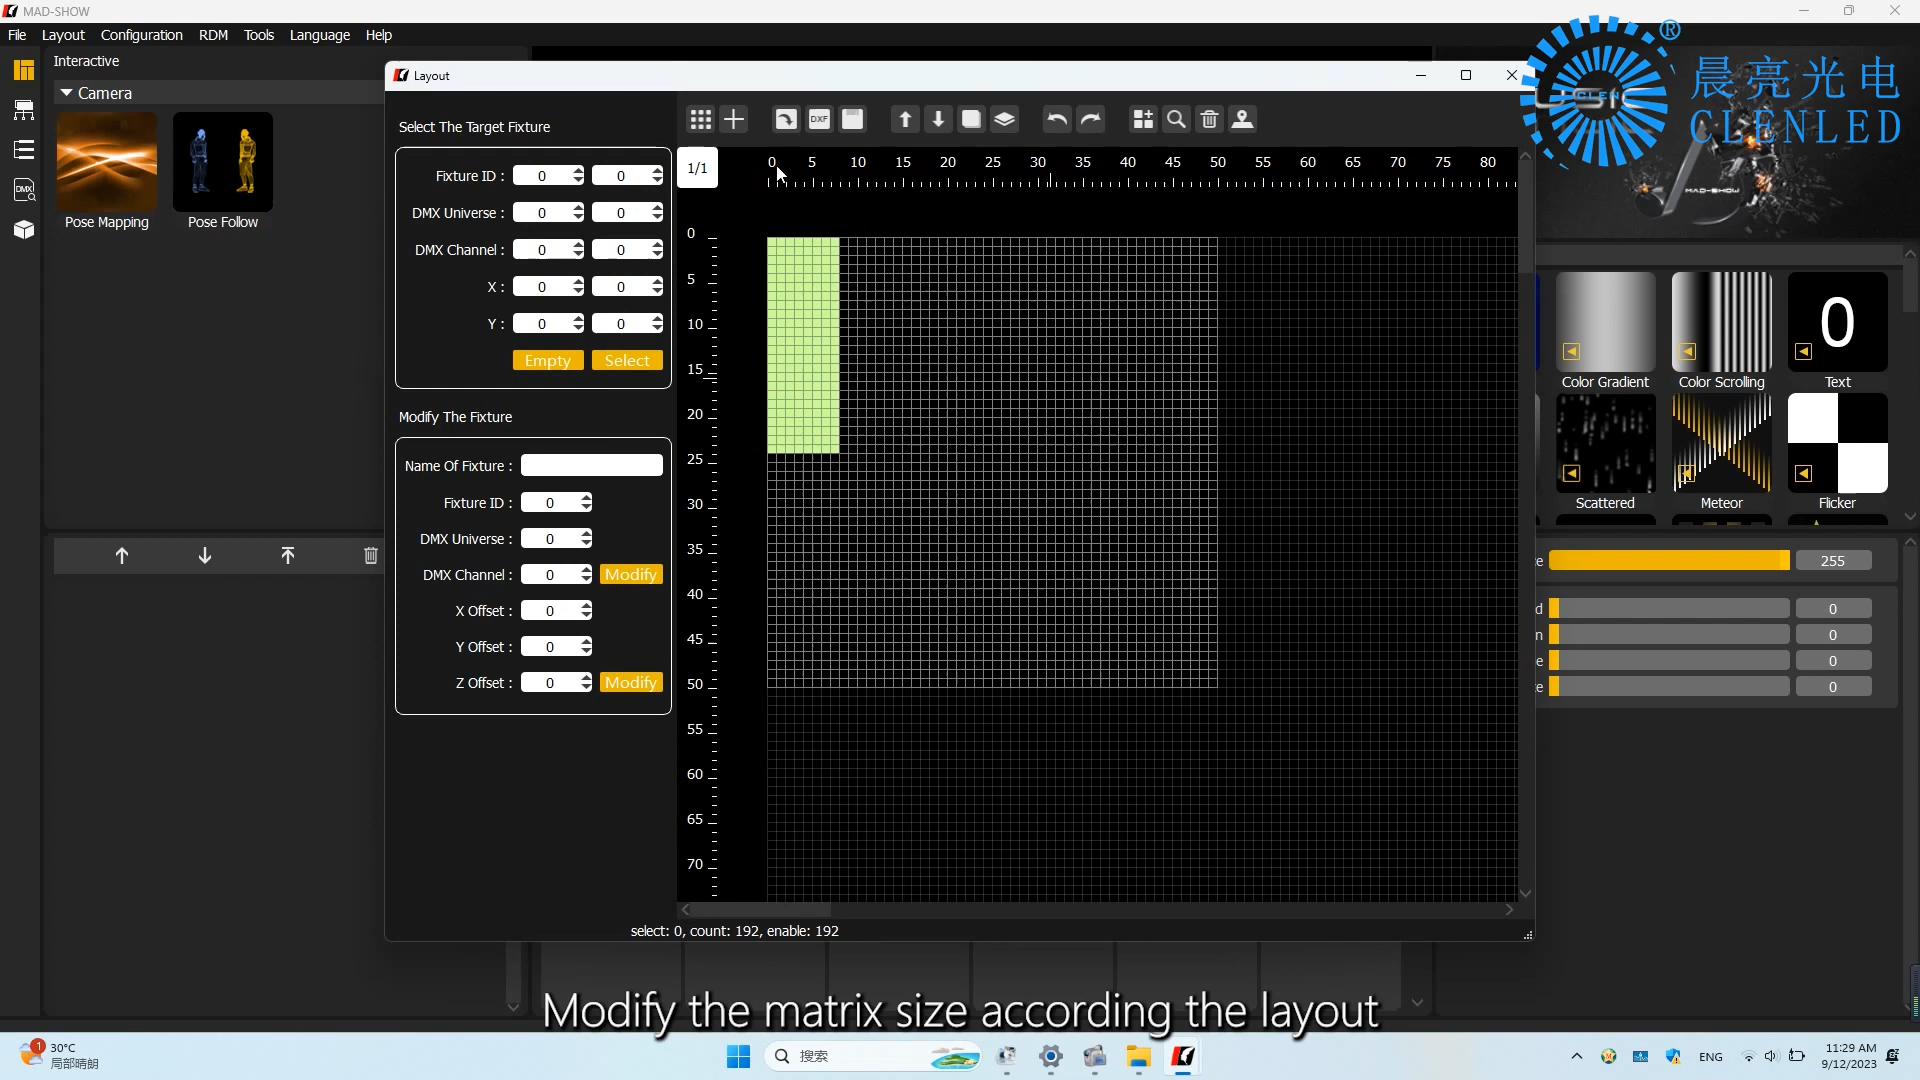 MAD-SHOW
File Layout Configuration RDM Tools Language Help
Interactive
Camera
Pose Mapping
Pose Follow
Layout
Select The Target Fixture
Fixture ID : 0 0
DMX Universe : 0 0
DMX Channel : 0 0
X : 0 0
Y : 0 0
Empty Select
Modify The Fixture
Name Of Fixture :
Fixture ID : 0
DMX Universe : 0
DMX Channel : 0 Modify
X Offset : 0
Y Offset : 0
Z Offset : 0 Modify
DXF
1/1
0 5 10 15 20 25 30 35 40 45 50 55 60 65 70 75 80
0
5
10
15
20
25
30
35
40
45
50
55
60
65
70
select: 0, count: 192, enable: 192
®
晨亮光电
CLENLED
CLEN
MAD-SHOW
DMX
0
Color Gradient
Color Scrolling
Text
Scattered
Meteor
Flicker
e 255
d 0
n 0
e 0
e 0
Modify the matrix size according the layout
1
30°C
局部晴朗
搜索
ENG
11:29 AM
9/12/2023